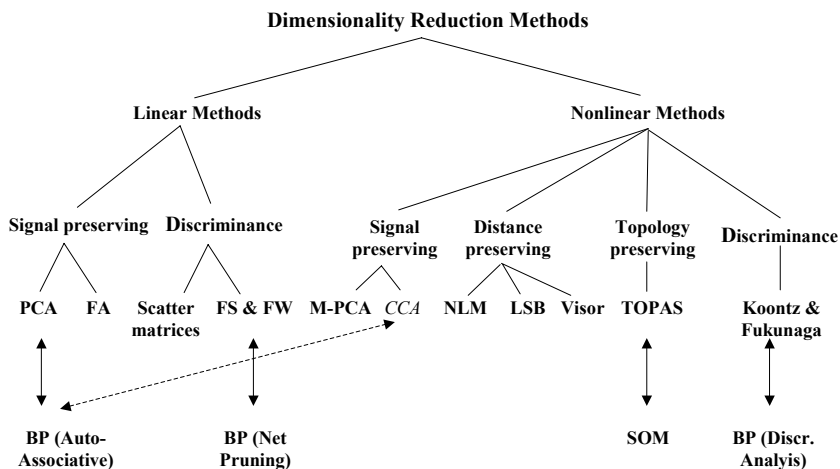 Dimensionality Reduction Methods
Linear Methods
Nonlinear Methods
Signal preserving
Discriminance
Signal
preserving
Distance
preserving
Topology
preserving
Discriminance
PCA
FA
Scatter
matrices
FS & FW
M-PCA
CCA
NLM
LSB
Visor
TOPAS
Koontz &
Fukunaga
BP (Auto-
Associative)
BP (Net
Pruning)
SOM
BP (Discr.
Analyis)